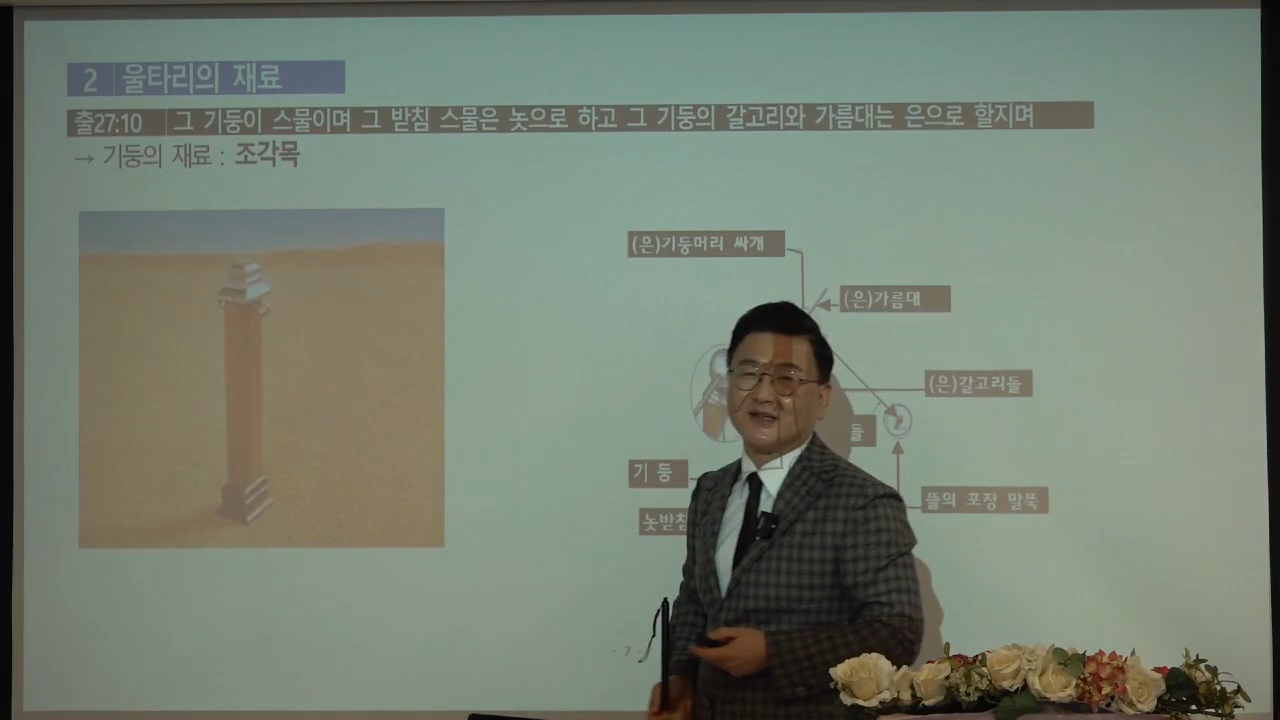 2 울타리의 재료
출27:10 그 기둥이 스물이며 그 받침 스물은 놋으로 하고 그 기둥의 갈고리와 가름대는 은으로 할지며
→ 기둥의 재료 : 조각목
(은)기둥머리 싸개
(은)가름대
(은)갈고리들
들
기 둥
뜰의 포장 말뚝
놋받침
- 7 -